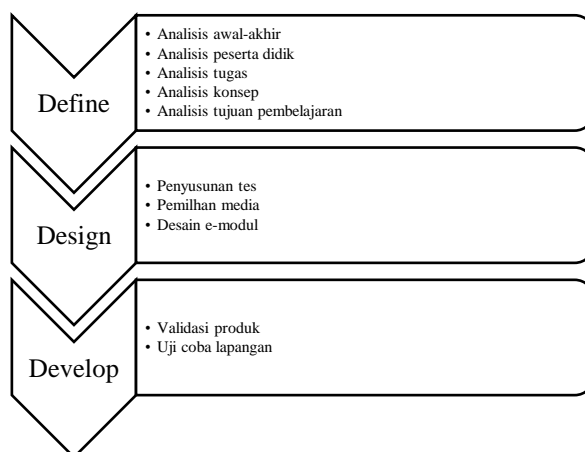 Define
• Analisis awal-akhir
• Analisis peserta didik
• Analisis tugas
• Analisis konsep
• Analisis tujuan pembelajaran
Design
• Penyusunan tes
• Pemilhan media
• Desain e-modul
Develop
• Validasi produk
• Uji coba lapangan